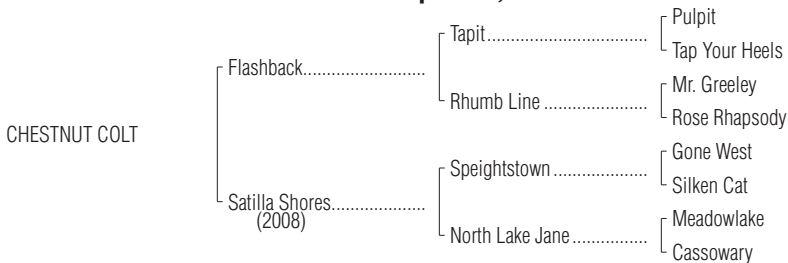 Pulpit
Tapit
Tap Your Heels
Flashback
Mr. Greeley
Rhumb Line
Rose Rhapsody
CHESTNUT COLT
Gone West
Speightstown
Silken Cat
Satilla Shores
(2008)
Meadowlake
North Lake Jane
Cassowary